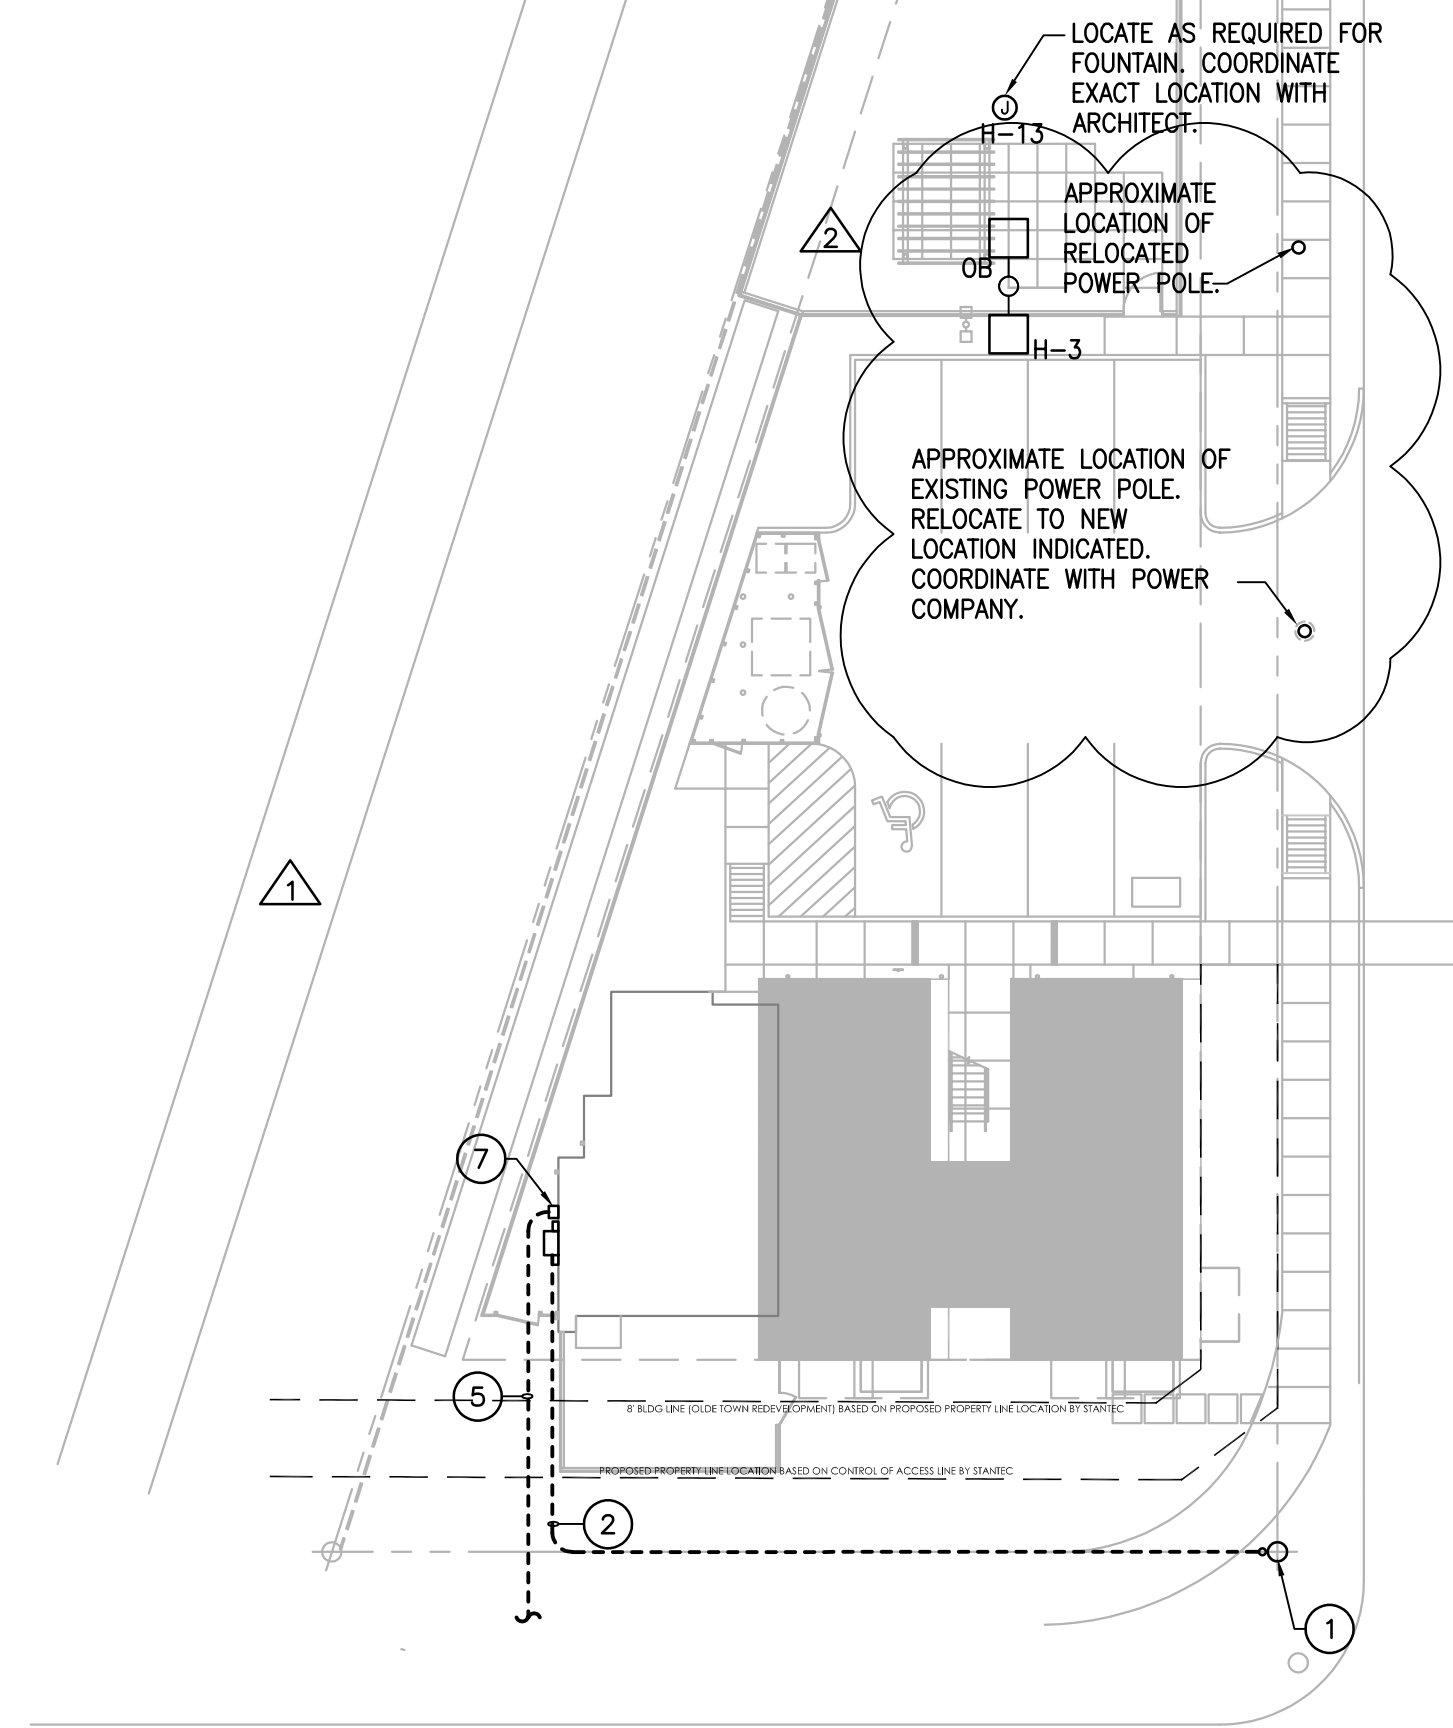 LOCATE AS REQUIRED FOR
FOUNTAIN. COORDINATE
EXACT LOCATION WITH
ARCHITECT.
J
H-13
APPROXIMATE
LOCATION OF
RELOCATED
POWER POLE.
2
OB
H-3
APPROXIMATE LOCATION OF
EXISTING POWER POLE.
RELOCATE TO NEW
LOCATION INDICATED.
COORDINATE WITH POWER
COMPANY.
1
7
5
8' BLDG LINE (OLDE TOWN REDEVELOPMENT) BASED ON PROPOSED PROPERTY LINE LOCATION BY STANTEC
PROPOSED PROPERTY LINE LOCATION BASED ON CONTROL OF ACCESS LINE BY STANTEC
2
1